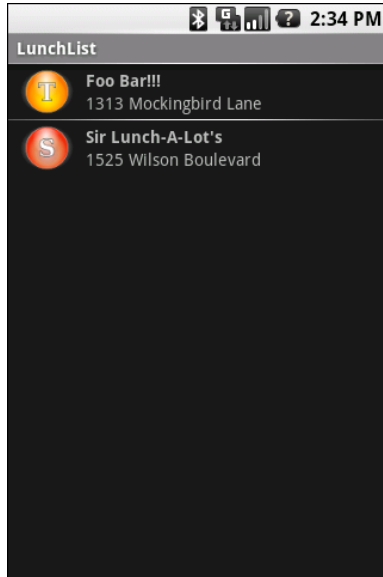 G ? 2:34 PM
LunchList
T
Foo Bar!!!
1313 Mockingbird Lane
S
Sir Lunch-A-Lot's
1525 Wilson Boulevard